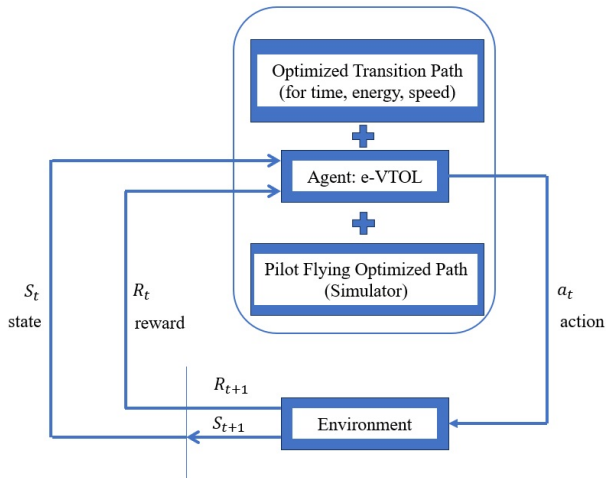 Optimized Transition Path
(for time, energy, speed)
Agent: e-VTOL
Pilot Flying Optimized Path
(Simulator)
S_t
state
R_t
reward
a_t
action
R_{t+1}
S_{t+1}
Environment